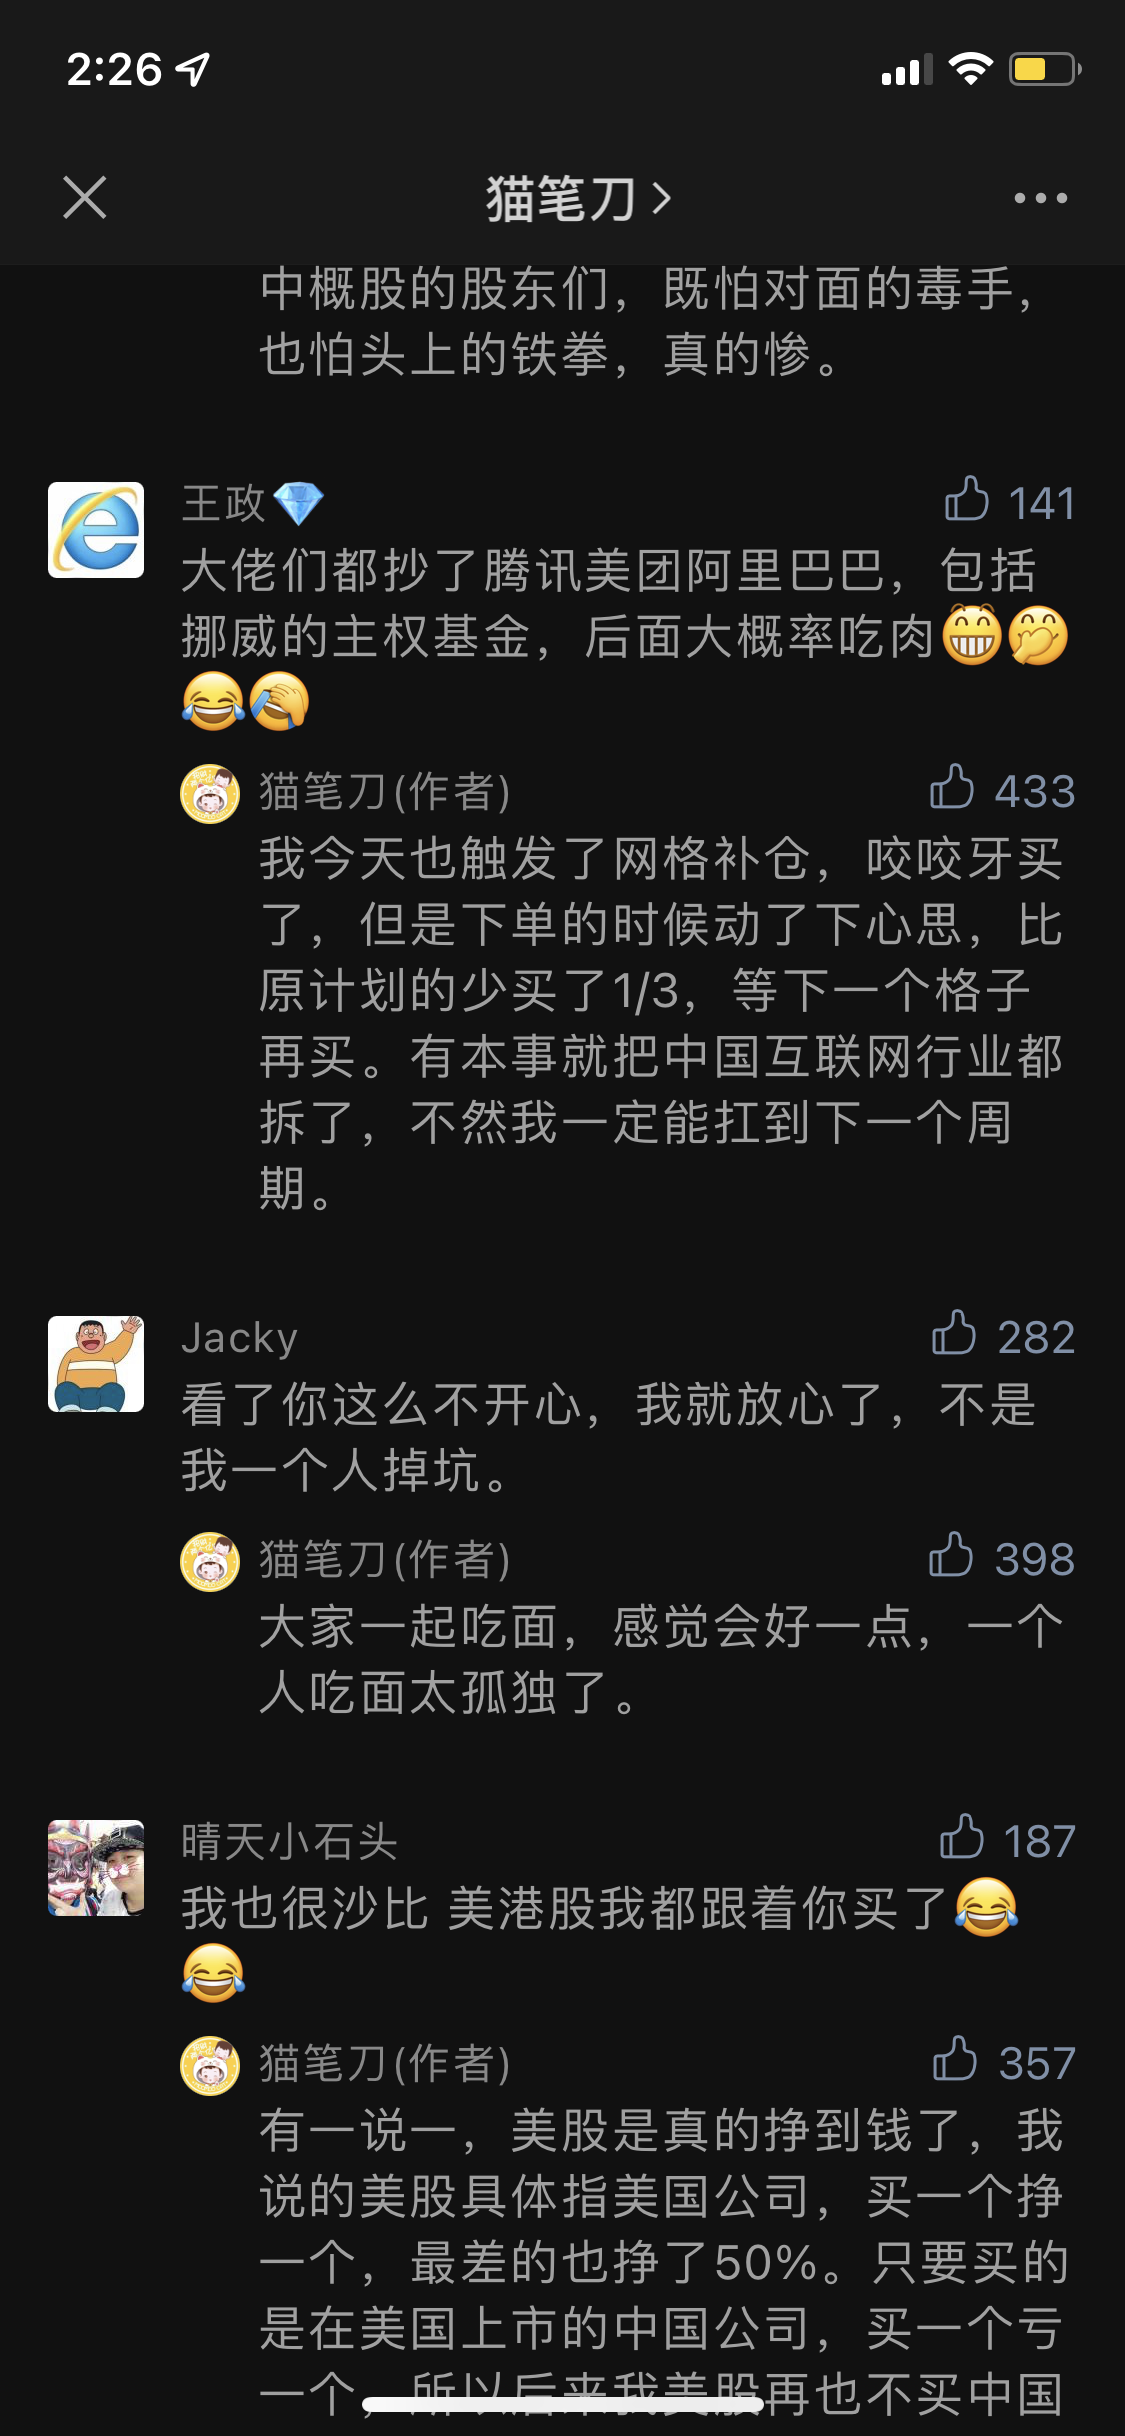 2:26
猫笔刀
中概股的股东们，既怕对面的毒手，
也怕头上的铁拳，真的惨。
王政💎 141
大佬们都抄了腾讯美团阿里巴巴，包括
挪威的主权基金，后面大概率吃肉😁🤭
😂🤦
猫笔刀(作者) 433
我今天也触发了网格补仓，咬咬牙买
了，但是下单的时候动了下心思，比
原计划的少买了1/3，等下一个格子
再买。有本事就把中国互联网行业都
拆了，不然我一定能扛到下一个周
期。
Jacky 282
看了你这么不开心，我就放心了，不是
我一个人掉坑。
猫笔刀(作者) 398
大家一起吃面，感觉会好一点，一个
人吃面太孤独了。
晴天小石头 187
我也很沙比 美港股我都跟着你买了😂
😂
猫笔刀(作者) 357
有一说一，美股是真的挣到钱了，我
说的美股具体指美国公司，买一个挣
一个，最差的也挣了50%。只要买的
是在美国上市的中国公司，买一个亏
一个，所以后来我美股再也不买中国